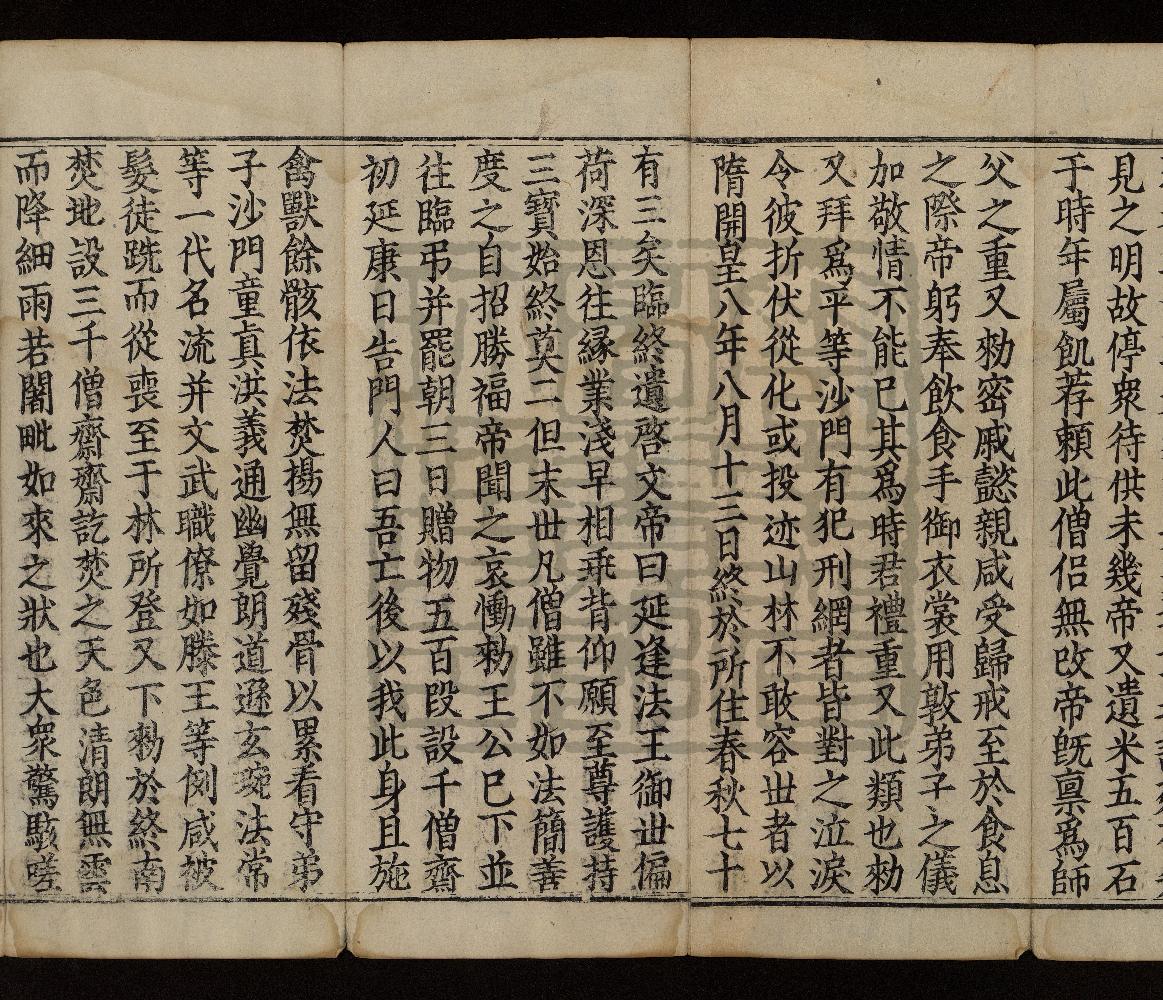 見之明故停衆待供未幾帝又遺米五百石
于時年屬飢荐頼此僧侣無改帝既禀為師
父之重又勑密戚懿親咸受歸戒至於食息
之際帝躬奉飲食手御衣裳用敦弟子之儀
加敬情不能已其為時君禮重又此類也勑
又拜為平等沙門有犯刑網者皆對之泣淚
令彼折伏從化或投迹山林不敢容世者以
隋開皇八年八月十三日終於所住春秋七十
有三矣臨終遺啓文帝曰延逢法王御世偏
荷深恩往緣業淺早相乖背仰願至尊護持
三寶始終莫二但末世凡僧雖不如法簡善
度之自招勝福帝聞之哀慟勑王公已下並
往臨弔并罷朝三日贈物五百段設千僧齋
初延康日告門人曰吾亡後以我此身且施
禽獸餘骸依法焚揚無留殘骨以累看守弟
子沙門童眞洪義通幽覺朗道遜玄琬法常
等一代名流并文武職僚如滕王等例咸被
髮徒跣而從喪至于林所登又下勑於終南
焚地設三千僧齋齋訖焚之天色清朗無雲
而降細雨若闍毗如來之狀也大衆驚駭嗟